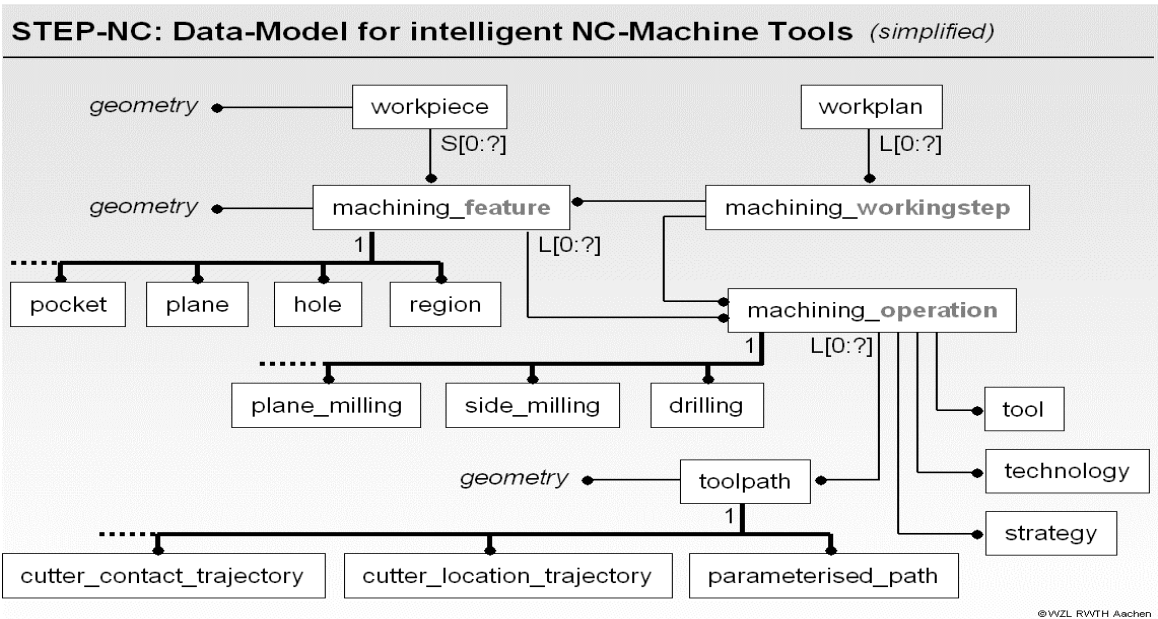 STEP-NC: Data-Model for intelligent NC-Machine Tools (simplified)
geometry
workpiece
workplan
S[0:?]
L[0:?]
geometry
machining_feature
machining_workingstep
1
L[0:?]
pocket
plane
hole
region
machining_operation
1
L[0:?]
plane_milling
side_milling
drilling
tool
geometry
toolpath
technology
1
strategy
cutter_contact_trajectory
cutter_location_trajectory
parameterised_path
©WZL RWTH Aachen